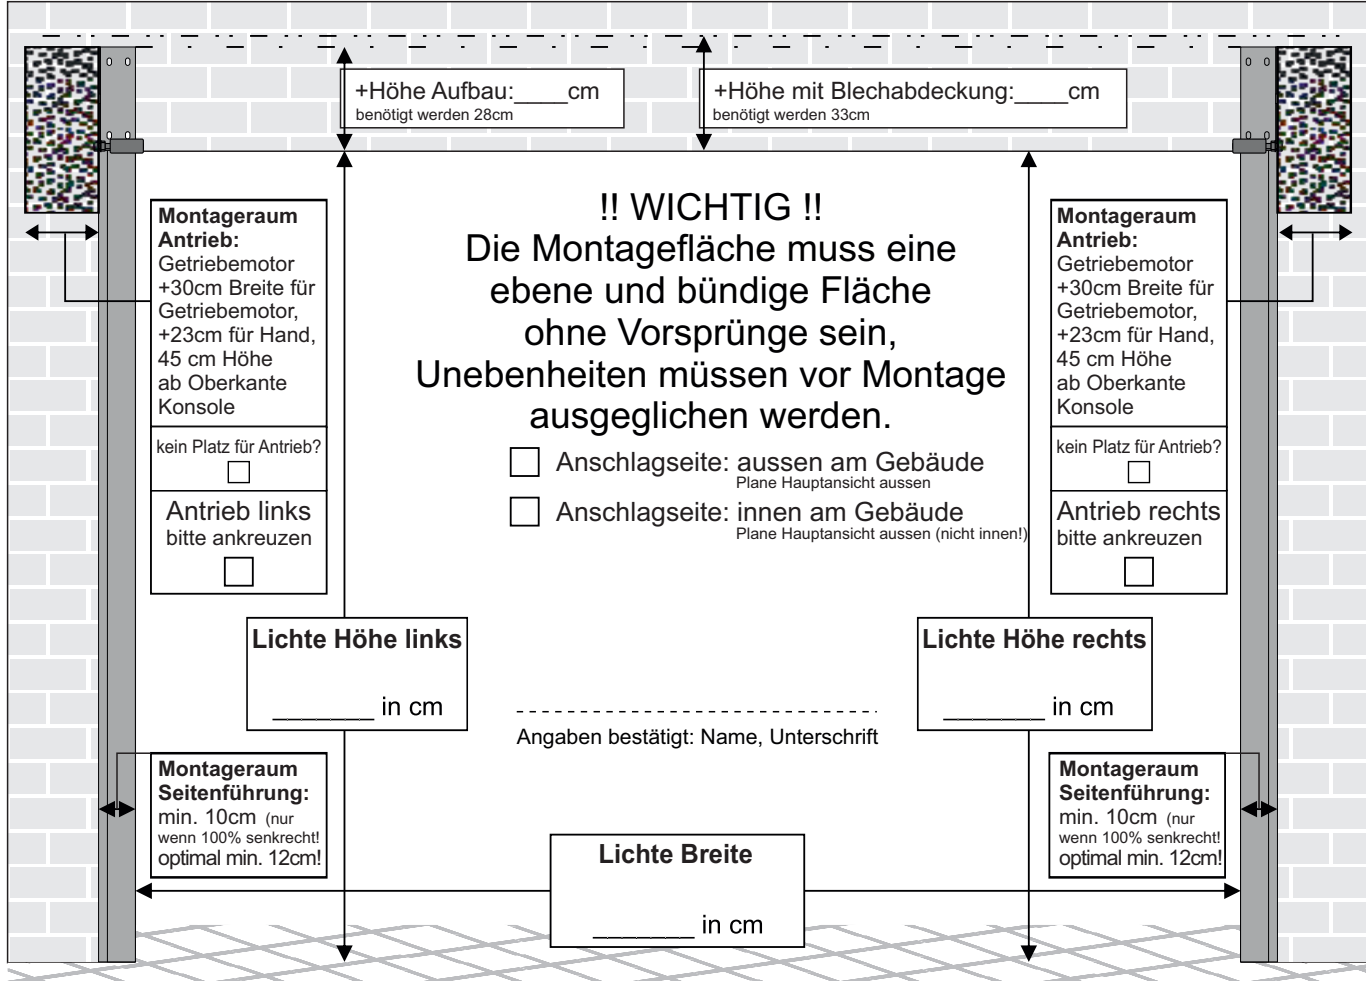 +Höhe Aufbau:____cm
benötigt werden 28cm
+Höhe mit Blechabdeckung:____cm
benötigt werden 33cm
Montageraum
Antrieb:
Getriebemotor
+30cm Breite für
Getriebemotor,
+23cm für Hand,
45 cm Höhe
ab Oberkante
Konsole
kein Platz für Antrieb?
Antrieb links
bitte ankreuzen
!! WICHTIG !!
Die Montagefläche muss eine
ebene und bündige Fläche
ohne Vorsprünge sein,
Unebenheiten müssen vor Montage
ausgeglichen werden.
Anschlagseite: aussen am Gebäude
Plane Hauptansicht aussen
Anschlagseite: innen am Gebäude
Plane Hauptansicht aussen (nicht innen!)
Montageraum
Antrieb:
Getriebemotor
+30cm Breite für
Getriebemotor,
+23cm für Hand,
45 cm Höhe
ab Oberkante
Konsole
kein Platz für Antrieb?
Antrieb rechts
bitte ankreuzen
Lichte Höhe links
_______ in cm
Lichte Höhe rechts
_______ in cm
Angaben bestätigt: Name, Unterschrift
Montageraum
Seitenführung:
min. 10cm (nur
wenn 100% senkrecht!
optimal min. 12cm!
Montageraum
Seitenführung:
min. 10cm (nur
wenn 100% senkrecht!
optimal min. 12cm!
Lichte Breite
_______ in cm